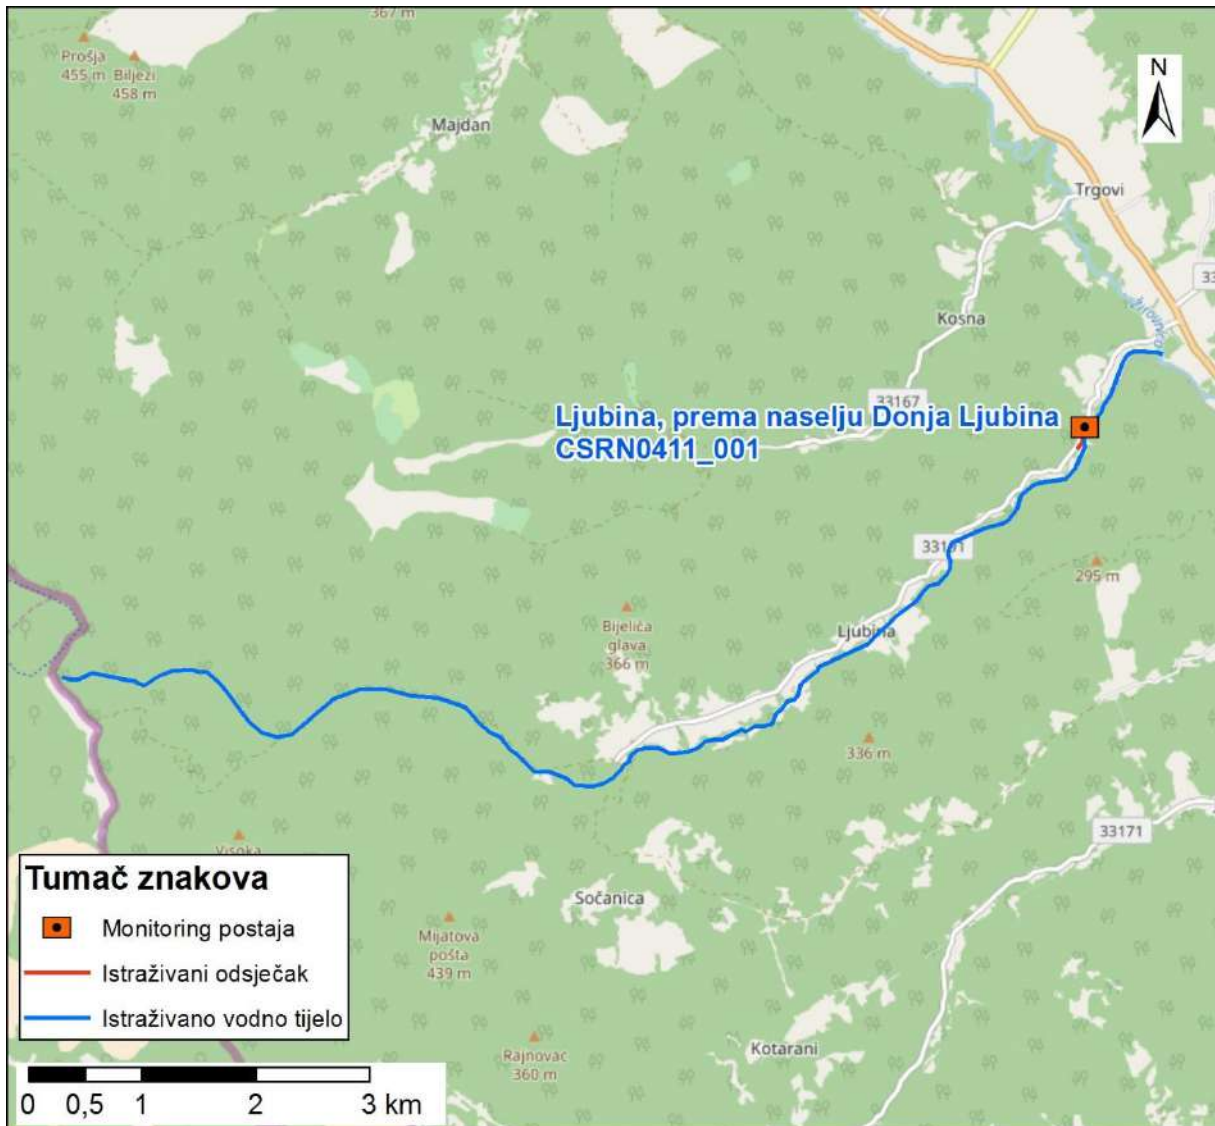 367 m
Prošja
455 m
Bilježi
458 m
N
Majdan
Trgovi
33
Žirovnica
Kosna
33167
Ljubina, prema naselju Donja Ljubina
CSRN0411_001
33191
295 m
Bijelića
glava
366 m
Ljubina
336 m
33171
Visoka
Tumač znakova
Monitoring postaja
Istraživani odsječak
Istraživano vodno tijelo
Sočanica
Mijatova
pošta
439 m
Rajnovac
360 m
Kotarani
0 0,5 1 2 3 km